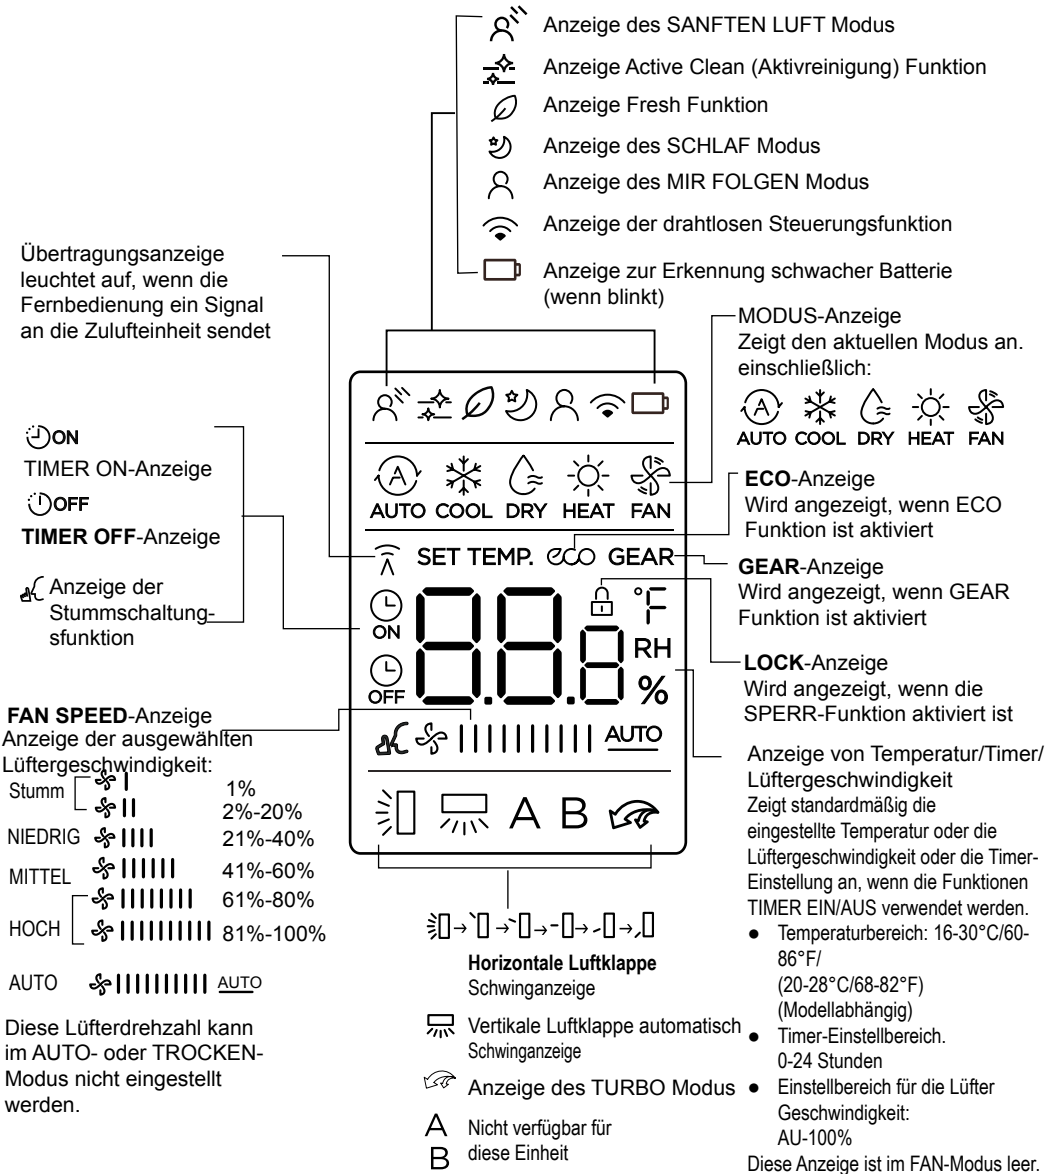 Anzeige des SANFTEN LUFT Modus
Anzeige Active Clean (Aktivreinigung) Funktion
Anzeige Fresh Funktion
Anzeige des SCHLAF Modus
Anzeige des MIR FOLGEN Modus
Anzeige der drahtlosen Steuerungsfunktion
Anzeige zur Erkennung schwacher Batterie
(wenn blinkt)
Übertragungsanzeige
leuchtet auf, wenn die
Fernbedienung ein Signal
an die Zulufteinheit sendet
ON
TIMER ON-Anzeige
OFF
TIMER OFF-Anzeige
Anzeige der
Stummschaltung-
sfunktion
FAN SPEED-Anzeige
Anzeige der ausgewählten
Lüftergeschwindigkeit:
Stumm
1%
2%-20%
NIEDRIG 21%-40%
MITTEL 41%-60%
61%-80%
HOCH 81%-100%
AUTO AUTO
Diese Lüfterdrehzahl kann
im AUTO- oder TROCKEN-
Modus nicht eingestellt
werden.
A
AUTO COOL DRY HEAT FAN
SET TEMP. eco GEAR
ON
88.8
°F
RH
OFF
%
AUTO
A B
Horizontale Luftklappe
Schwinganzeige
Vertikale Luftklappe automatisch
Schwinganzeige
Anzeige des TURBO Modus
A
B
Nicht verfügbar für
diese Einheit
MODUS-Anzeige
Zeigt den aktuellen Modus an.
einschließlich:
A
AUTO COOL DRY HEAT FAN
ECO-Anzeige
Wird angezeigt, wenn ECO
Funktion ist aktiviert
GEAR-Anzeige
Wird angezeigt, wenn GEAR
Funktion ist aktiviert
LOCK-Anzeige
Wird angezeigt, wenn die
SPERR-Funktion aktiviert ist
Anzeige von Temperatur/Timer/
Lüftergeschwindigkeit
Zeigt standardmäßig die
eingestellte Temperatur oder die
Lüftergeschwindigkeit oder die Timer-
Einstellung an, wenn die Funktionen
TIMER EIN/AUS verwendet werden.
● Temperaturbereich: 16-30°C/60-
86°F/
(20-28°C/68-82°F)
(Modellabhängig)
● Timer-Einstellbereich.
0-24 Stunden
● Einstellbereich für die Lüfter
Geschwindigkeit:
AU-100%
Diese Anzeige ist im FAN-Modus leer.